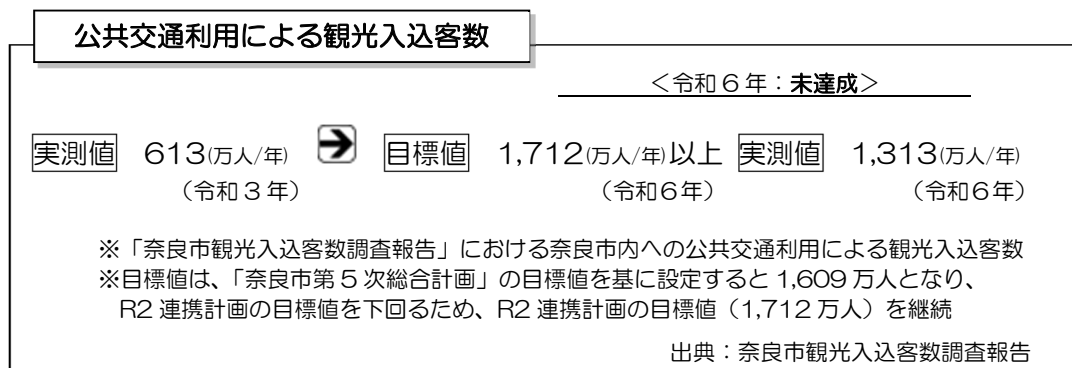 公共交通利用による観光入込客数
＜令和６年：未達成＞
実測値 613(万人/年) ➔ 目標値 1,712(万人/年)以上 実測値 1,313(万人/年)
（令和３年） （令和6年） （令和6年）
※「奈良市観光入込客数調査報告」における奈良市内への公共交通利用による観光入込客数
※目標値は、「奈良市第５次総合計画」の目標値を基に設定すると 1,609 万人となり、
R2 連携計画の目標値を下回るため、R2 連携計画の目標値（1,712 万人）を継続
出典：奈良市観光入込客数調査報告